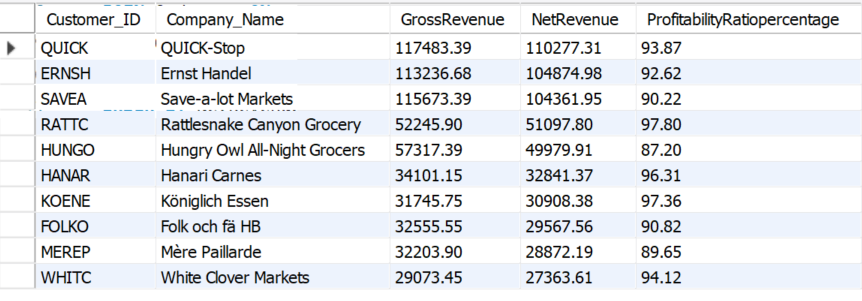 Customer_ID Company_Name GrossRevenue NetRevenue ProfitabilityRatiopercentage
QUICK QUICK-Stop 117483.39 110277.31 93.87
ERNSH Ernst Handel 113236.68 104874.98 92.62
SAVEA Save-a-lot Markets 115673.39 104361.95 90.22
RATTC Rattlesnake Canyon Grocery 52245.90 51097.80 97.80
HUNGO Hungry Owl All-Night Grocers 57317.39 49979.91 87.20
HANAR Hanari Carnes 34101.15 32841.37 96.31
KOENE Königlich Essen 31745.75 30908.38 97.36
FOLKO Folk och fä HB 32555.55 29567.56 90.82
MEREP Mère Paillarde 32203.90 28872.19 89.65
WHITC White Clover Markets 29073.45 27363.61 94.12